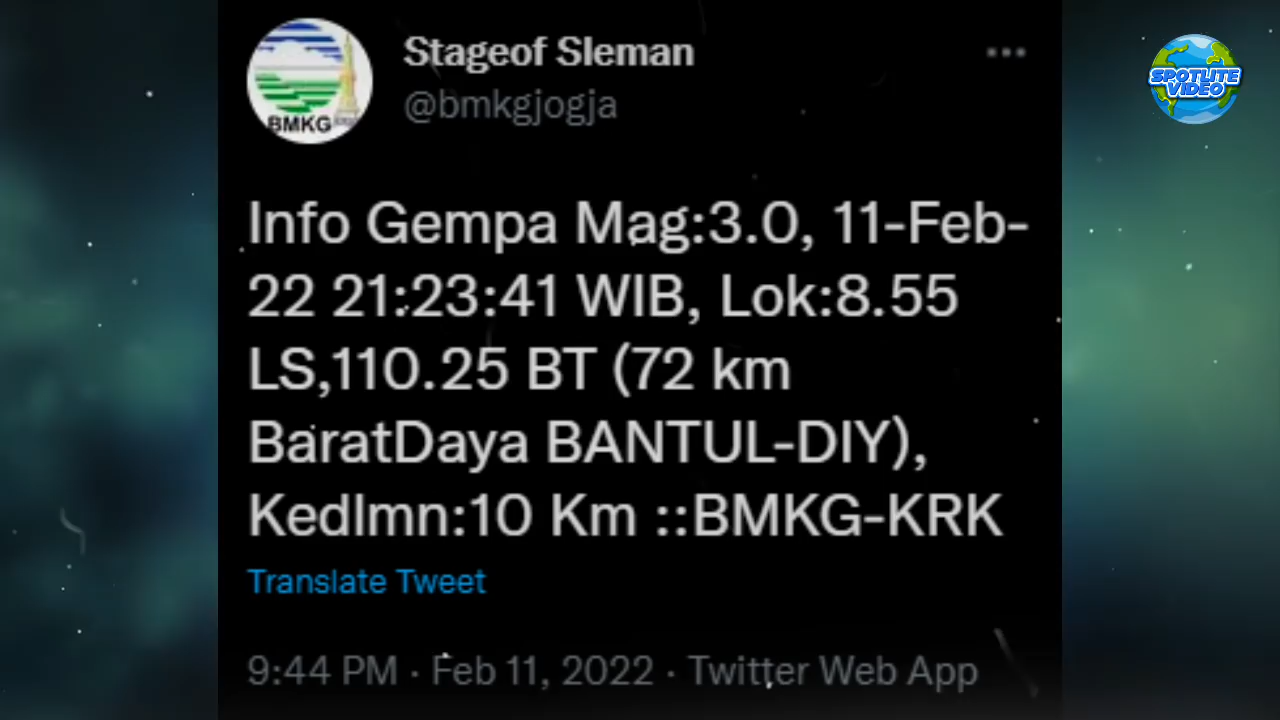 Stageof Sleman
@bmkgjogja
BMKG
SPOTLITE
VIDEO
Info Gempa Mag:3.0, 11-Feb-
22 21:23:41 WIB, Lok:8.55
LS,110.25 BT (72 km
BaratDaya BANTUL-DIY),
Kedlmn:10 Km ::BMKG-KRK
Translate Tweet
9:44 PM · Feb 11, 2022 · Twitter Web App